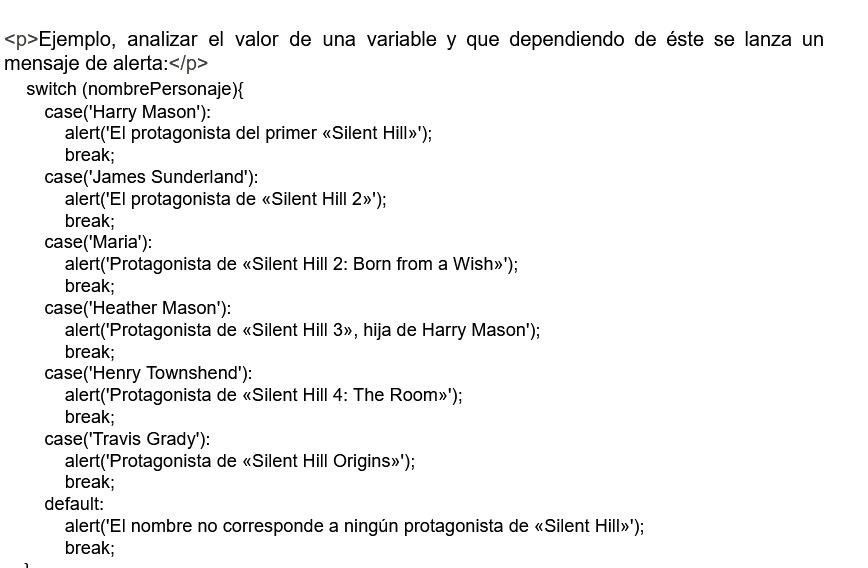 <p>Ejemplo, analizar el valor de una variable y que dependiendo de éste se lanza un
mensaje de alerta:</p>
switch (nombrePersonaje){
case('Harry Mason'):
alert('El protagonista del primer «Silent Hill»');
break;
case('James Sunderland'):
alert('El protagonista de «Silent Hill 2»');
break;
case('Maria'):
alert('Protagonista de «Silent Hill 2: Born from a Wish»');
break;
case('Heather Mason'):
alert('Protagonista de «Silent Hill 3», hija de Harry Mason');
break;
case('Henry Townshend'):
alert('Protagonista de «Silent Hill 4: The Room»');
break;
case('Travis Grady'):
alert('Protagonista de «Silent Hill Origins»');
break;
default:
alert('El nombre no corresponde a ningún protagonista de «Silent Hill»');
break;
}